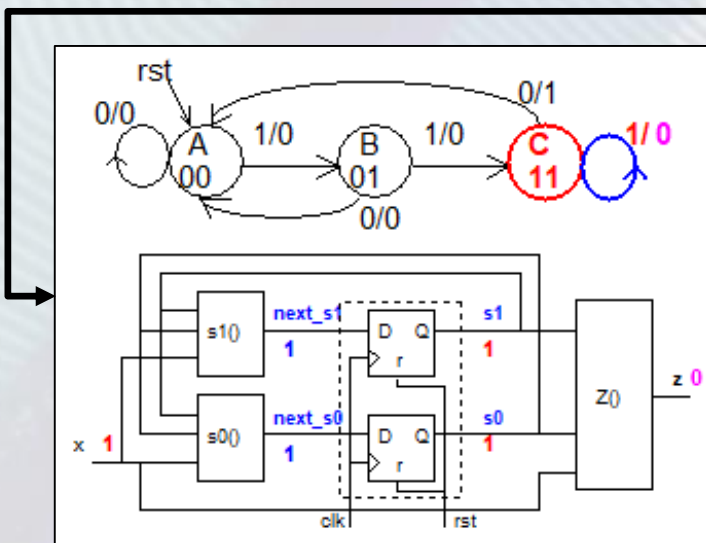 rst
0/0
0/1
1/0
1/0
1/ 0
A
B
C
00
01
11
0/0
next_s1
s1
s1()
D Q
1
r
1
Z()
z 0
next_s0
s0
s0()
D Q
x 1
1
r
1
clk
rst